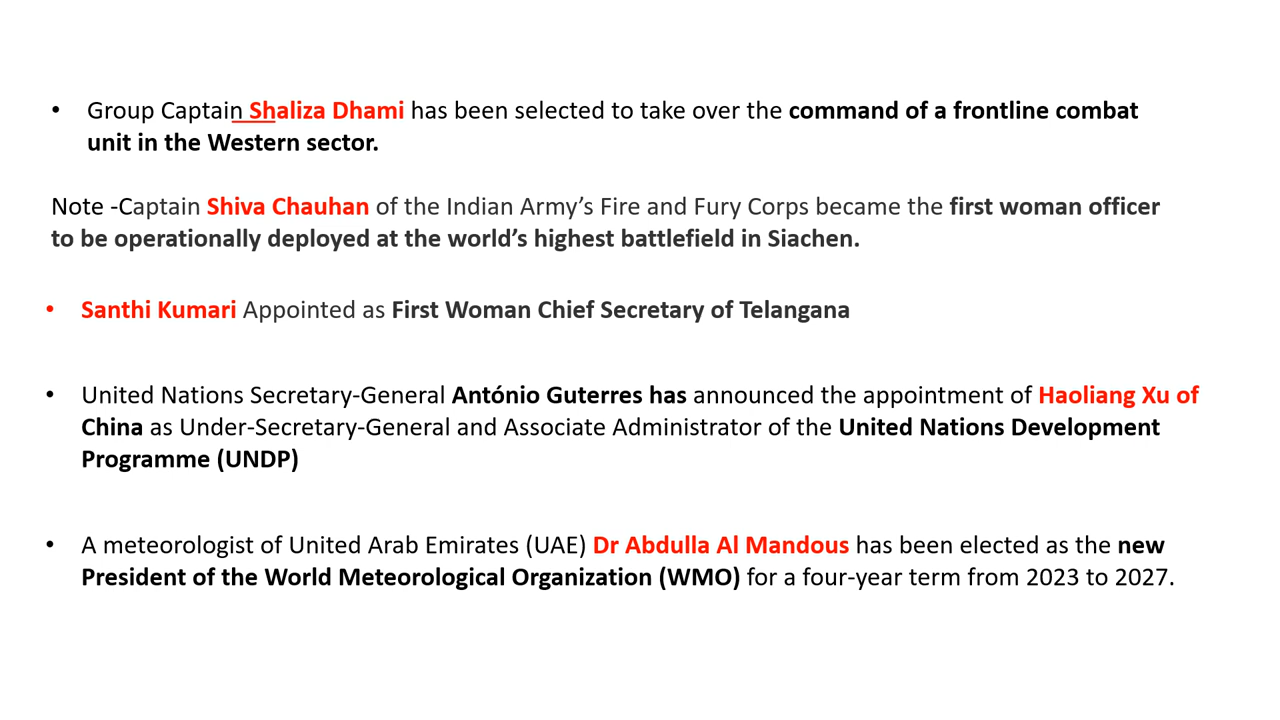 • Group Captain Shaliza Dhami has been selected to take over the command of a frontline combat
unit in the Western sector.
Note -Captain Shiva Chauhan of the Indian Army’s Fire and Fury Corps became the first woman officer
to be operationally deployed at the world’s highest battlefield in Siachen.
• Santhi Kumari Appointed as First Woman Chief Secretary of Telangana
• United Nations Secretary-General António Guterres has announced the appointment of Haoliang Xu of
China as Under-Secretary-General and Associate Administrator of the United Nations Development
Programme (UNDP)
• A meteorologist of United Arab Emirates (UAE) Dr Abdulla Al Mandous has been elected as the new
President of the World Meteorological Organization (WMO) for a four-year term from 2023 to 2027.